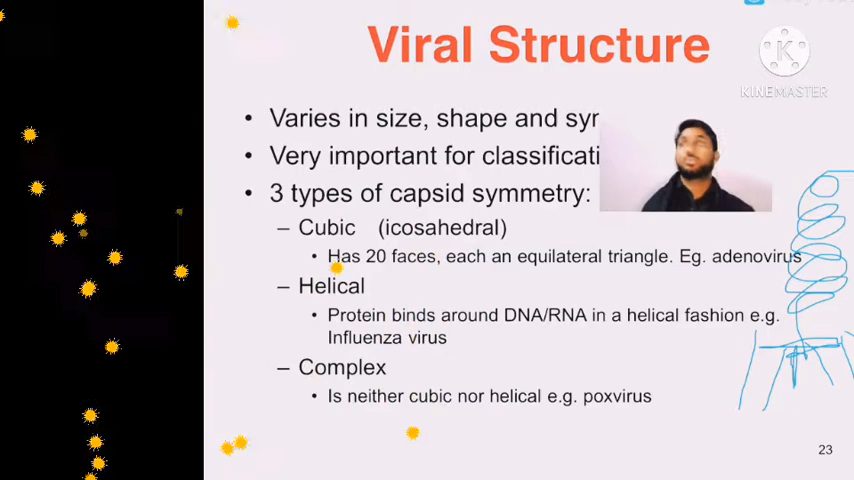 Viral Structure
KINEMASTER
• Varies in size, shape and
• Very important for
• 3 types of capsid symmetry:
– Cubic (icosahedral)
• Has 20 faces, each an equilateral triangle. Eg. adenovirus
– Helical
• Protein binds around DNA/RNA in a helical fashion e.g.
Influenza virus
– Complex
• Is neither cubic nor helical e.g. poxvirus
23